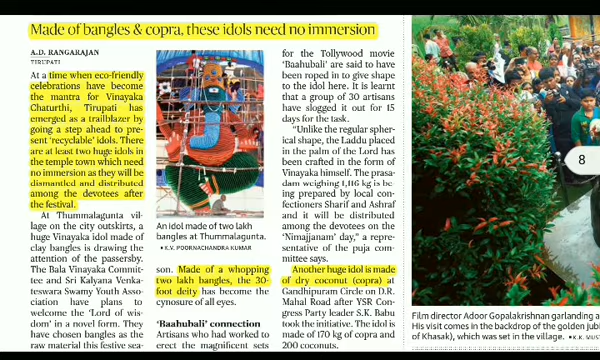 Made of bangles & copra, these idols need no immersion
A.D. RANGARAJAN
TIRUPATI
At a time when eco-friendly
celebrations have become
the mantra for Vinayaka
Chaturthi, Tirupati has
emerged as a trailblazer by
going a step ahead to pre-
sent ‘recyclable’ idols. There
are at least two huge idols in
the temple town which need
no immersion as they will be
dismantled and distributed
among the devotees after
the festival.
At Thummalagunta vil-
lage on the city outskirts, a
huge Vinayaka idol made of
clay bangles is drawing the
attention of the passersby.
The Bala Vinayaka Commit-
tee and Sri Kalyana Venka-
teswara Swamy Youth Asso-
ciation have plans to
welcome the ‘Lord of wis-
dom’ in a novel form. They
have chosen bangles as the
raw material this festive sea-
An idol made of two lakh
bangles at Thummalagunta.
• K.V. POORNACHANDRA KUMAR
son. Made of a whopping
two lakh bangles, the 30-
foot deity has become the
cynosure of all eyes.
‘Baahubali’ connection
Artisans who had worked to
erect the magnificent sets
for the Tollywood movie
‘Baahubali’ are said to have
been roped in to give shape
to the idol here. It is learnt
that a group of 30 artisans
have slogged it out for 15
days for the task.
“Unlike the regular spher-
ical shape, the Laddu placed
in the palm of the Lord has
been crafted in the form of
Vinayaka himself. The prasa-
dam weighing 1,116 kg is be-
ing prepared by local con-
fectioners Sharif and Ashraf
and it will be distributed
among the devotees on the
‘Nimajjanam’ day,” a repre-
sentative of the puja com-
mittee says.
Another huge idol is made
of dry coconut (copra) at
Gandhipuram Circle on D.R.
Mahal Road after YSR Con-
gress Party leader S.K. Babu
took the initiative. The idol is
made of 170 kg of copra and
200 coconuts.
8
Film director Adoor Gopalakrishnan garlanding a
His visit comes in the backdrop of the golden jubi
of Khasak), which was set in the village. • K.K. MUST